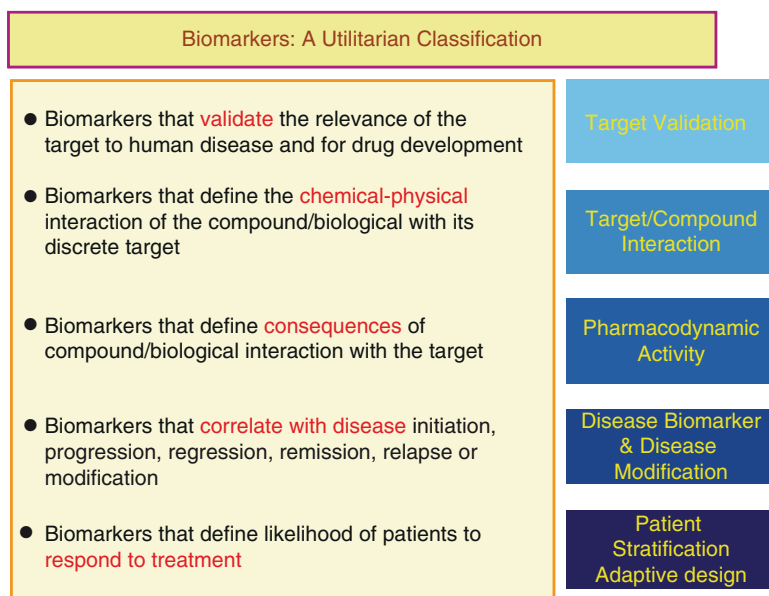 Biomarkers: A Utilitarian Classification
● Biomarkers that validate the relevance of the
target to human disease and for drug development
Target Validation
● Biomarkers that define the chemical-physical
interaction of the compound/biological with its
discrete target
Target/Compound
Interaction
● Biomarkers that define consequences of
compound/biological interaction with the target
Pharmacodynamic
Activity
● Biomarkers that correlate with disease initiation,
progression, regression, remission, relapse or
modification
Disease Biomarker
& Disease
Modification
● Biomarkers that define likelihood of patients to
respond to treatment
Patient
Stratification
Adaptive design